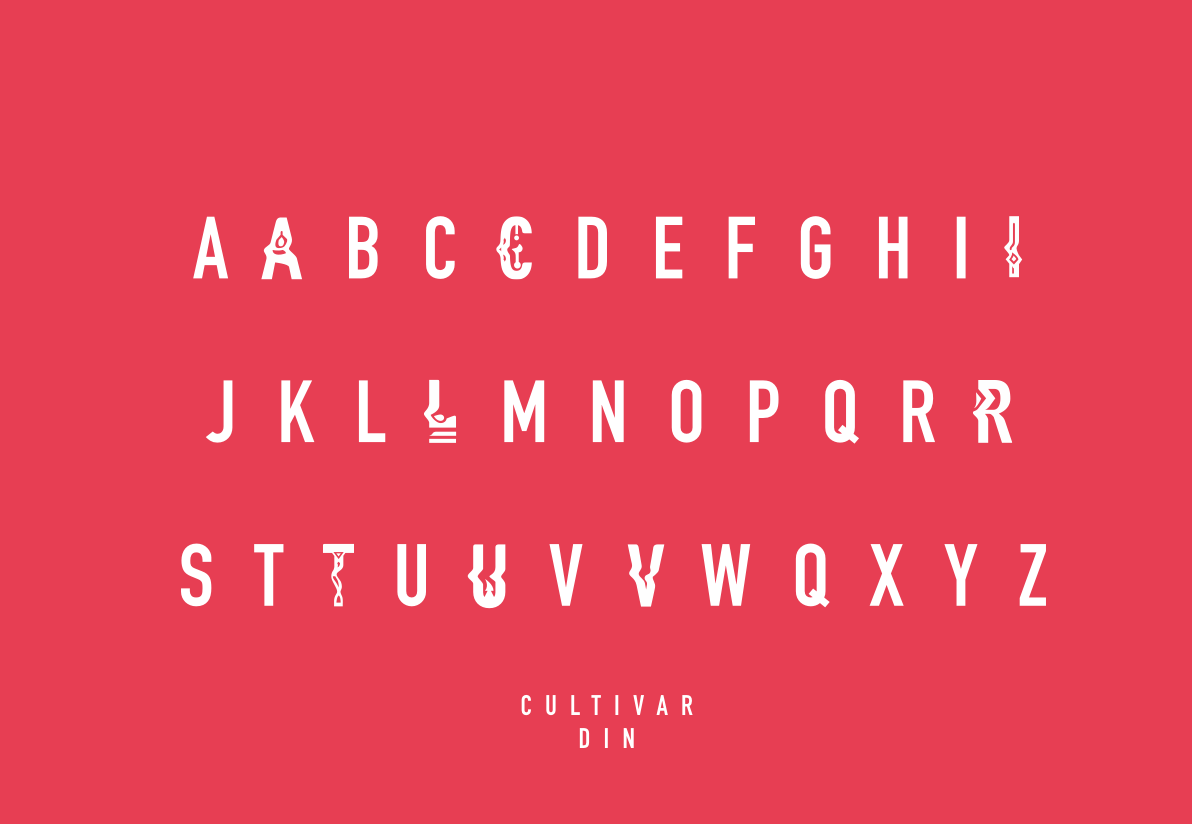 A A B C C D E F G H I I
J K L L M N O P Q R R
S T T U U V V W Q X Y Z
CULTIVAR
DIN